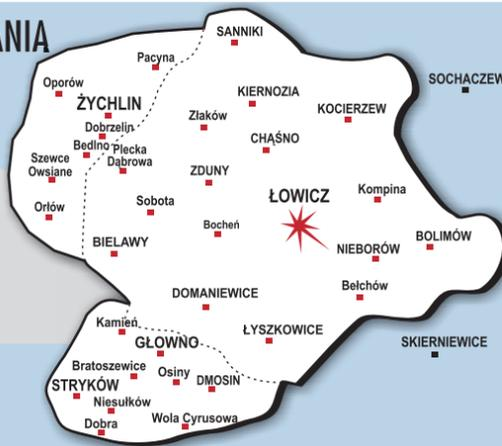 ANIA
SANNIKI
Pacyna
SOCHACZEW
Oporów
KIERNOZIA
ŻYCHLIN
KOCIERZEW
Złaków
Dobrzelin
CHĄŚNO
Bedlno
Plecka
Dąbrowa
Szewce
Owsiane
ZDUNY
ŁOWICZ
Kompina
Sobota
Orłów
Bocheń
BOLIMÓW
BIELAWY
NIEBORÓW
Bełchów
DOMANIEWICE
Kamień
ŁYSZKOWICE
GŁOWNO
SKIERNIEWICE
Bratoszewice
Osiny
DMOSIN
STRYKÓW
Niesułków
Wola Cyrusowa
Dobra